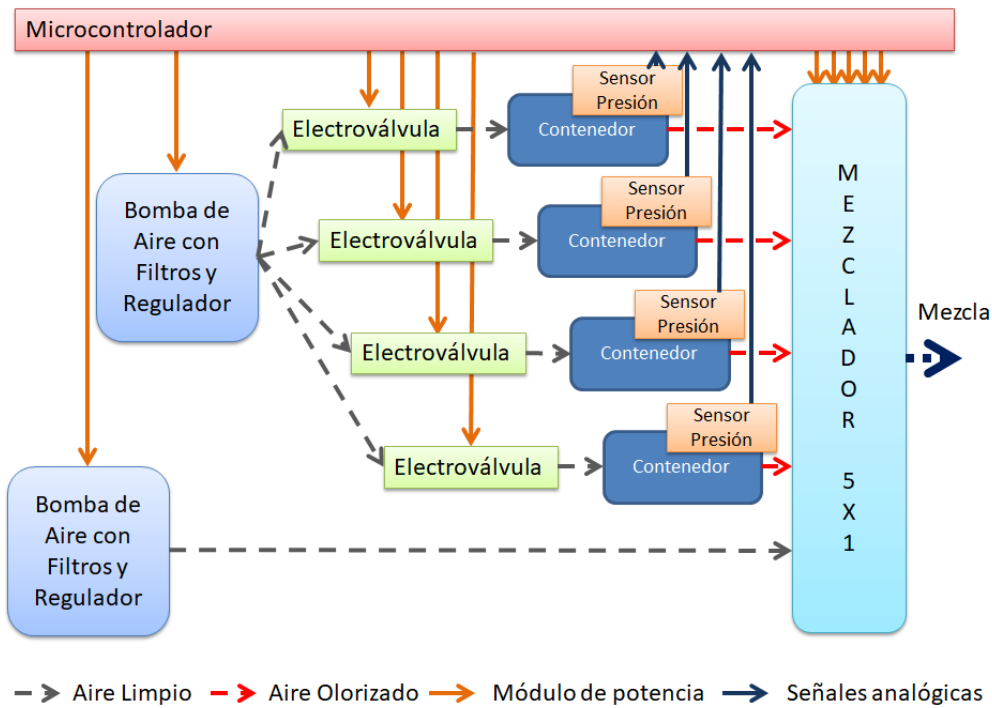 Microcontrolador
Sensor
Presión
Electroválvula
Contenedor
Bomba de
Aire con
Filtros y
Regulador
Sensor
Presión
Electroválvula
Contenedor
Sensor
Presión
Electroválvula
Contenedor
Sensor
Presión
Electroválvula
Contenedor
Bomba de
Aire con
Filtros y
Regulador
M
E
Z
C
L
A
D
O
R
5
X
1
Mezcla
Aire Limpio
Aire Olorizado
Módulo de potencia
Señales analógicas